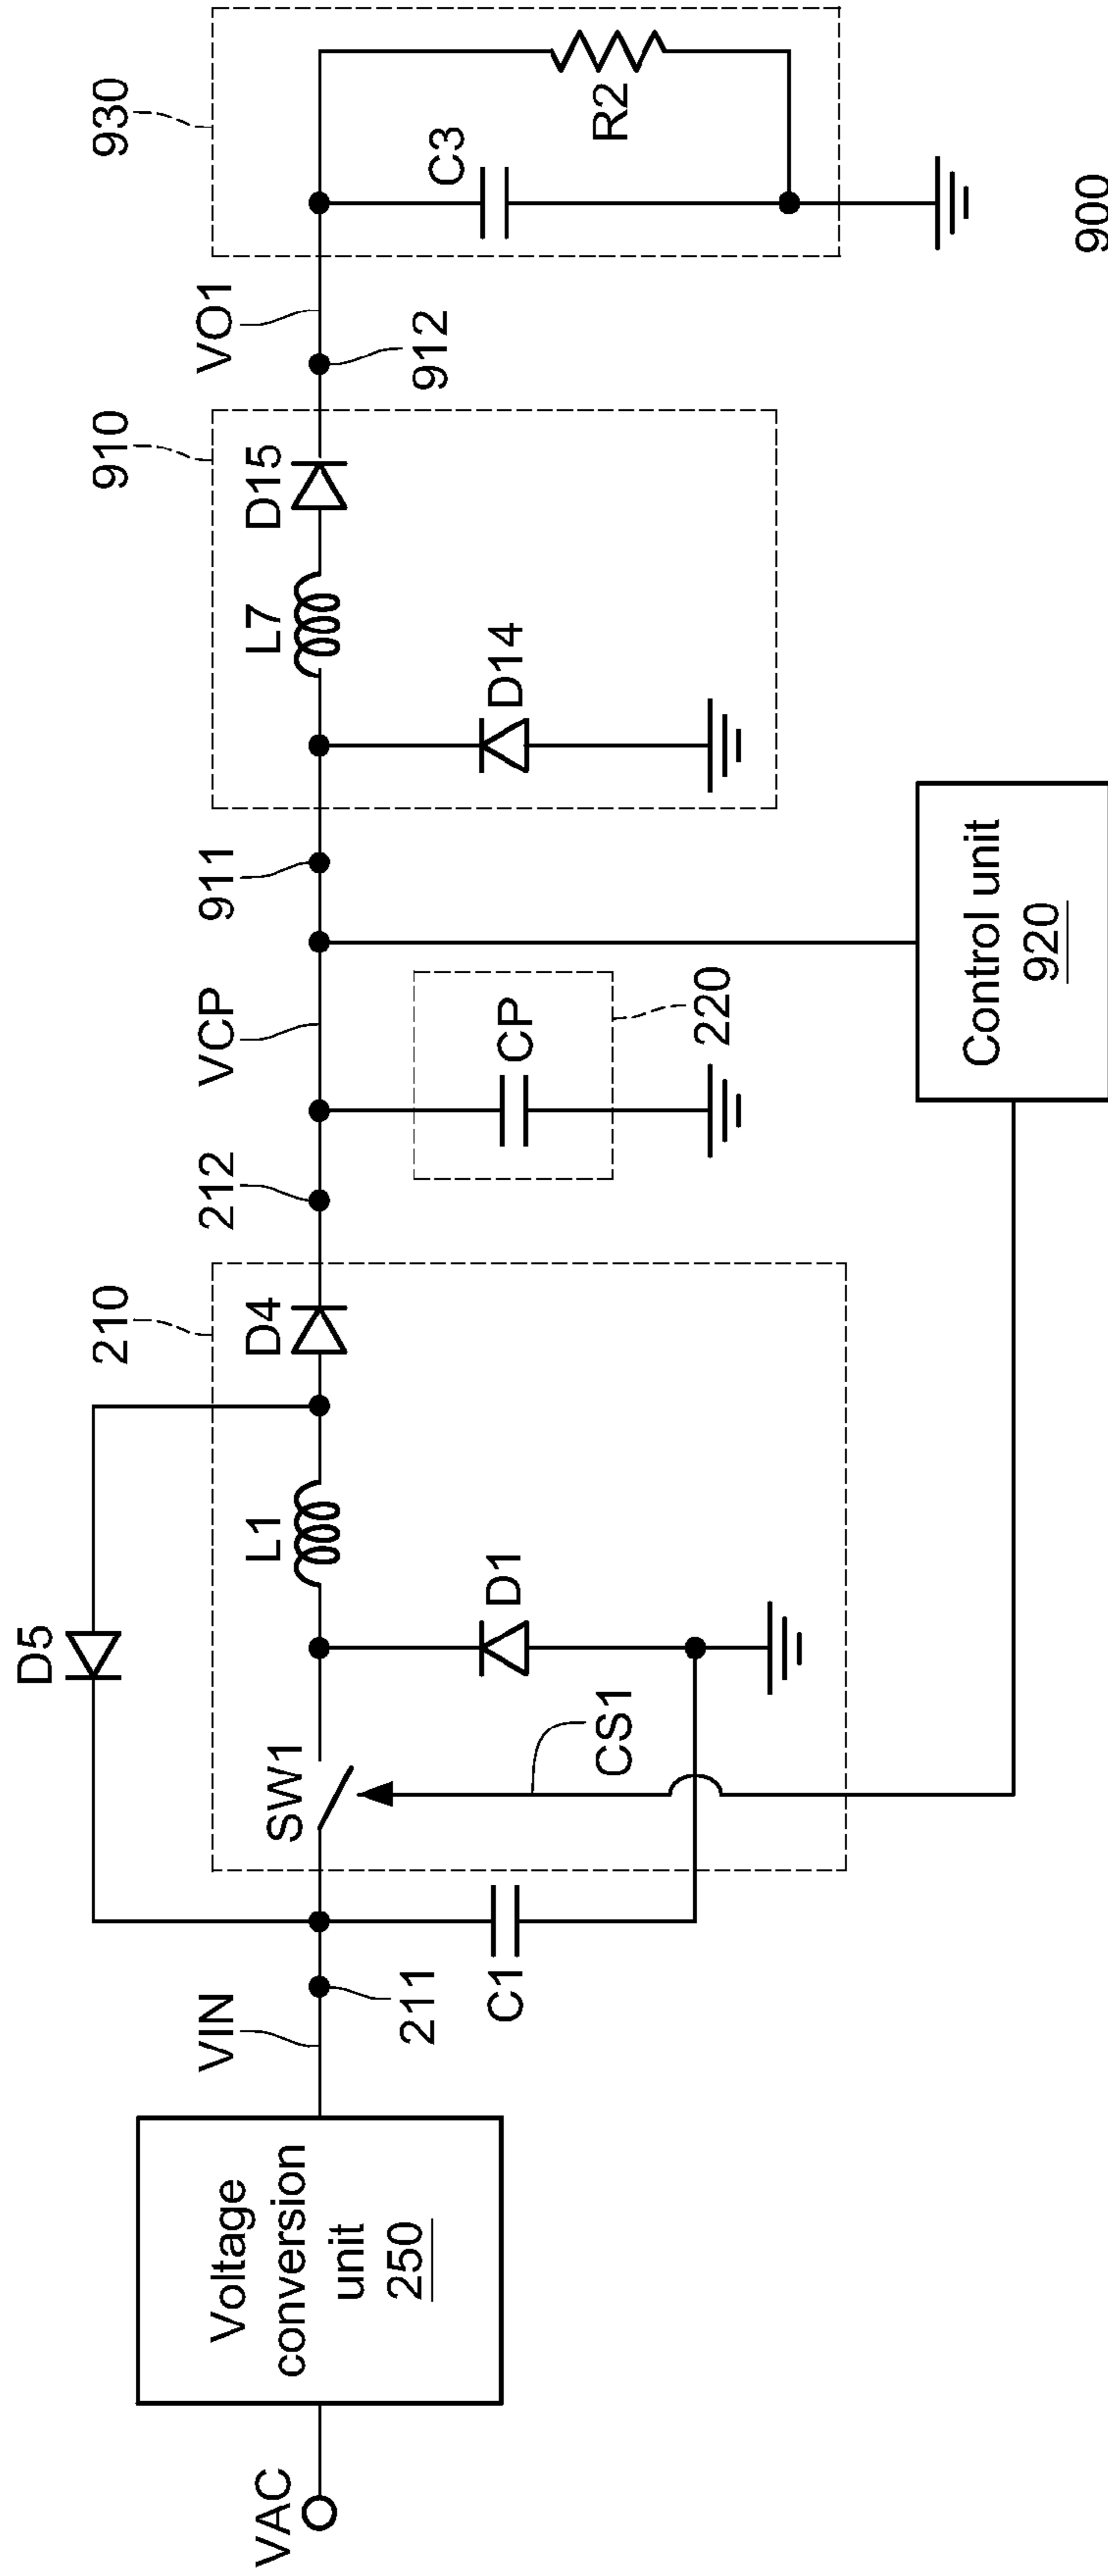 VAC
Voltage
conversion
unit
250
VIN
211
C1
D5
210
SW1
L1
D4
D1
CS1
212
VCP
CP
220
911
Control unit
920
910
L7
D15
D14
912
VO1
930
C3
R2
900